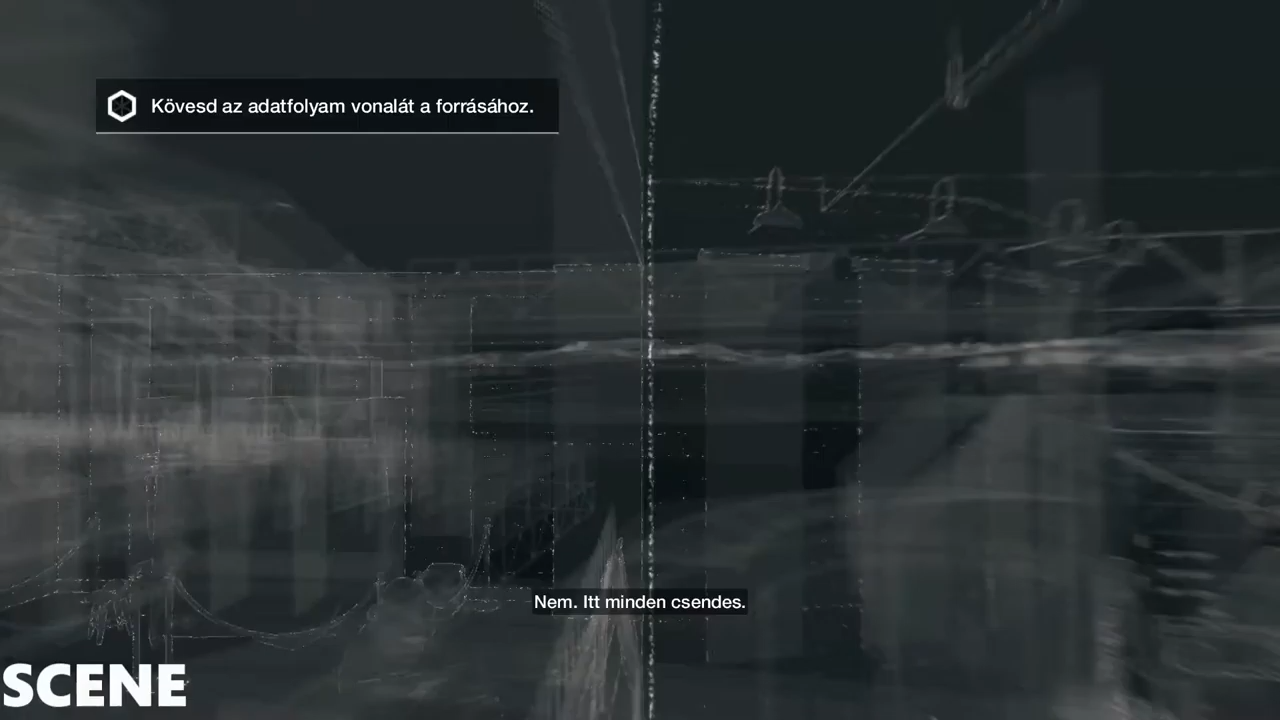 Kövesd az adatfolyam vonalát a forrásához.
Nem. Itt minden csendes.
SCENE